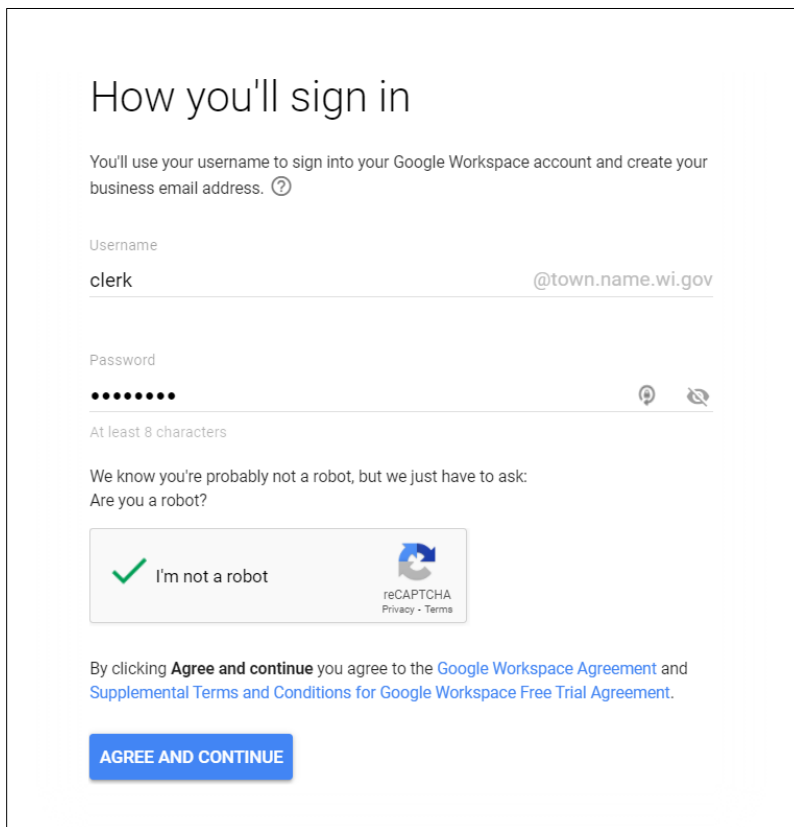 How you'll sign in
You'll use your username to sign into your Google Workspace account and create your
business email address.
Username
clerk @town.name.wi.gov
Password
••••••••
At least 8 characters
We know you're probably not a robot, but we just have to ask:
Are you a robot?
I'm not a robot
reCAPTCHA
Privacy - Terms
By clicking Agree and continue you agree to the Google Workspace Agreement and
Supplemental Terms and Conditions for Google Workspace Free Trial Agreement.
AGREE AND CONTINUE